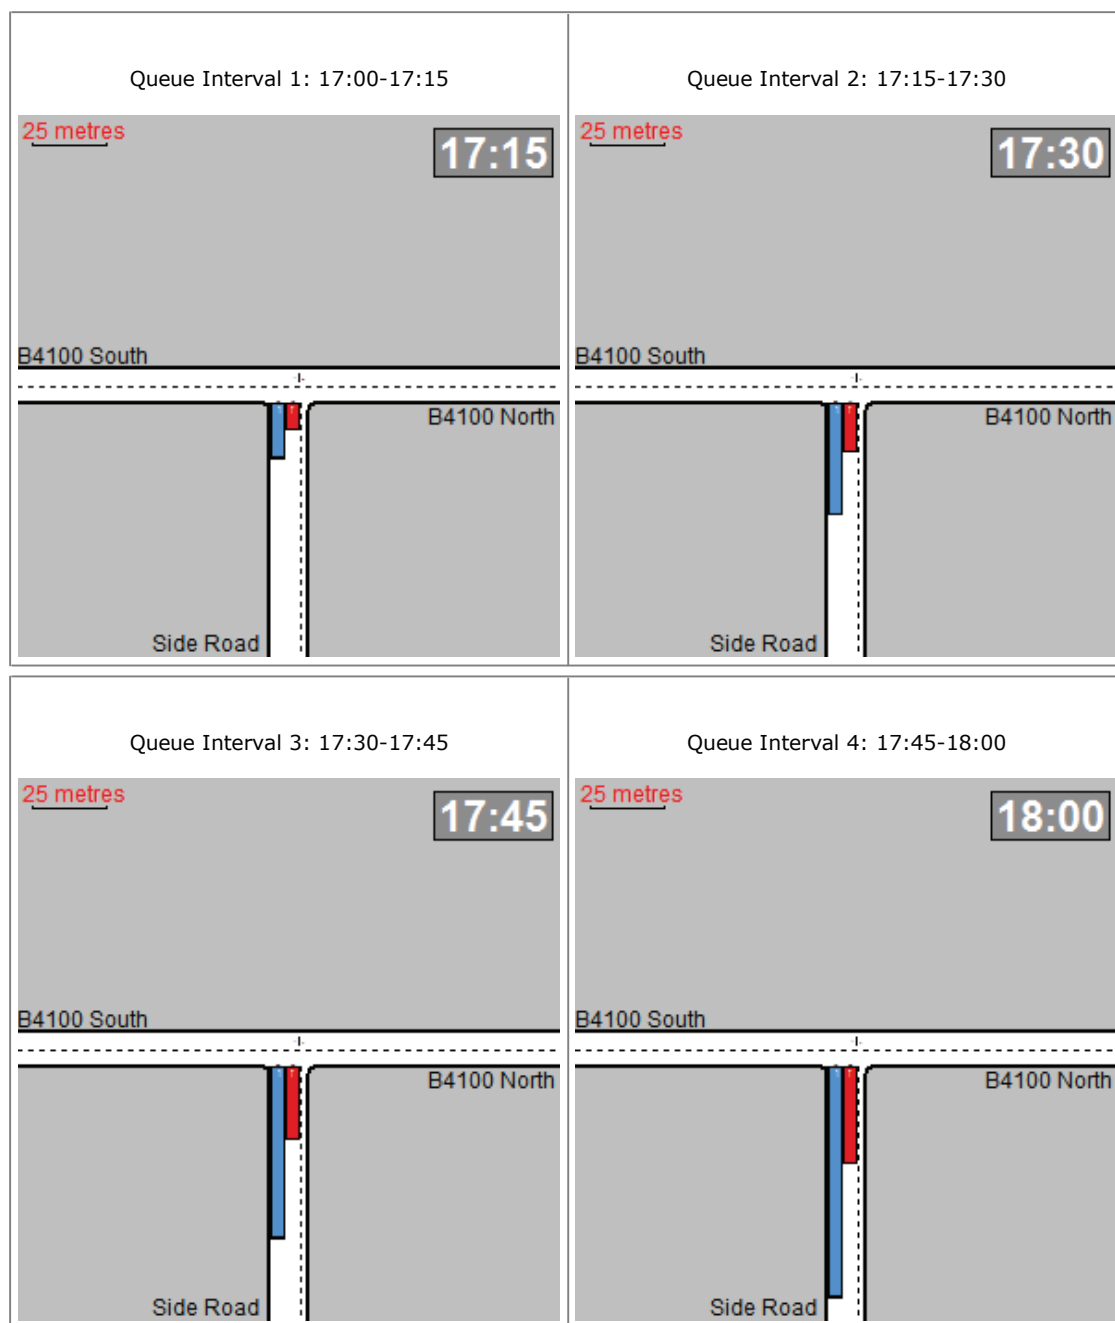 Queue Interval 1: 17:00-17:15
25 metres
17:15
B4100 South
B4100 North
Side Road
Queue Interval 2: 17:15-17:30
25 metres
17:30
B4100 South
B4100 North
Side Road
Queue Interval 3: 17:30-17:45
25 metres
17:45
B4100 South
B4100 North
Side Road
Queue Interval 4: 17:45-18:00
25 metres
18:00
B4100 South
B4100 North
Side Road